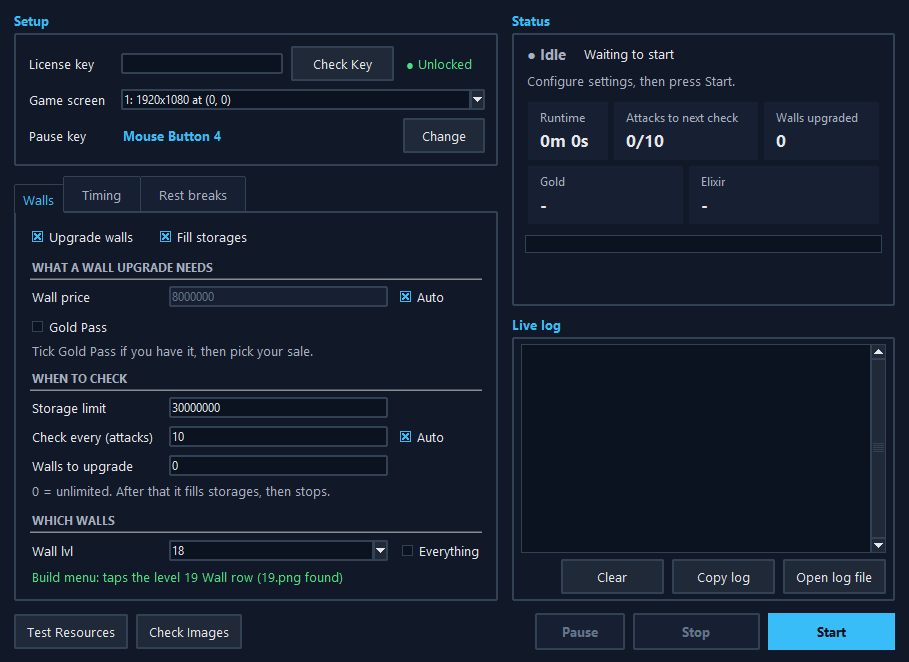 Setup
License key
Check Key
Unlocked
Game screen
1: 1920x1080 at (0, 0)
Pause key
Mouse Button 4
Change
Walls
Timing
Rest breaks
Upgrade walls
Fill storages
WHAT A WALL UPGRADE NEEDS
Wall price
8000000
Auto
Gold Pass
Tick Gold Pass if you have it, then pick your sale.
WHEN TO CHECK
Storage limit
30000000
Check every (attacks)
10
Auto
Walls to upgrade
0
0 = unlimited. After that it fills storages, then stops.
WHICH WALLS
Wall lvl
18
Everything
Build menu: taps the level 19 Wall row (19.png found)
Test Resources
Check Images
Status
Idle
Waiting to start
Configure settings, then press Start.
Runtime
0m 0s
Attacks to next check
0/10
Walls upgraded
0
Gold
-
Elixir
-
Live log
Clear
Copy log
Open log file
Pause
Stop
Start